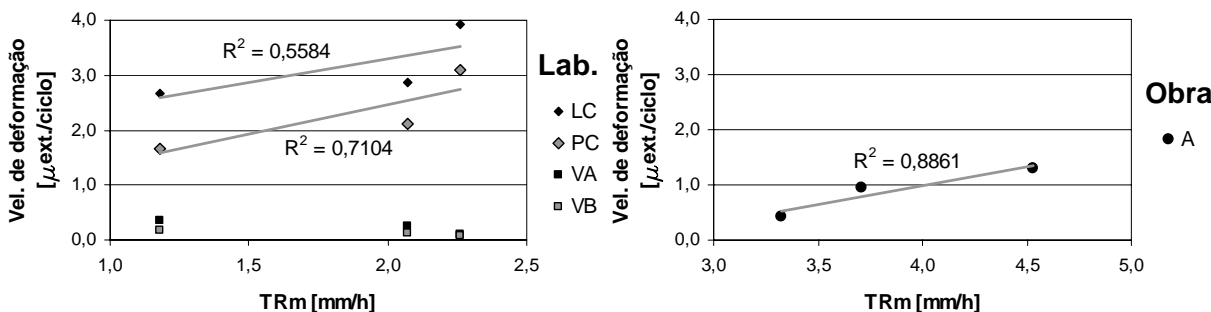 Vel. de deformação
[μext./ciclo]
4,0
3,0
2,0
1,0
0,0
R² = 0,5584
R² = 0,7104
1,0
1,5
2,0
2,5
TRm [mm/h]
Lab.
LC
PC
VA
VB
Vel. de deformação
[μext./ciclo]
4,0
3,0
2,0
1,0
0,0
R² = 0,8861
3,0
3,5
4,0
4,5
5,0
TRm [mm/h]
Obra
A